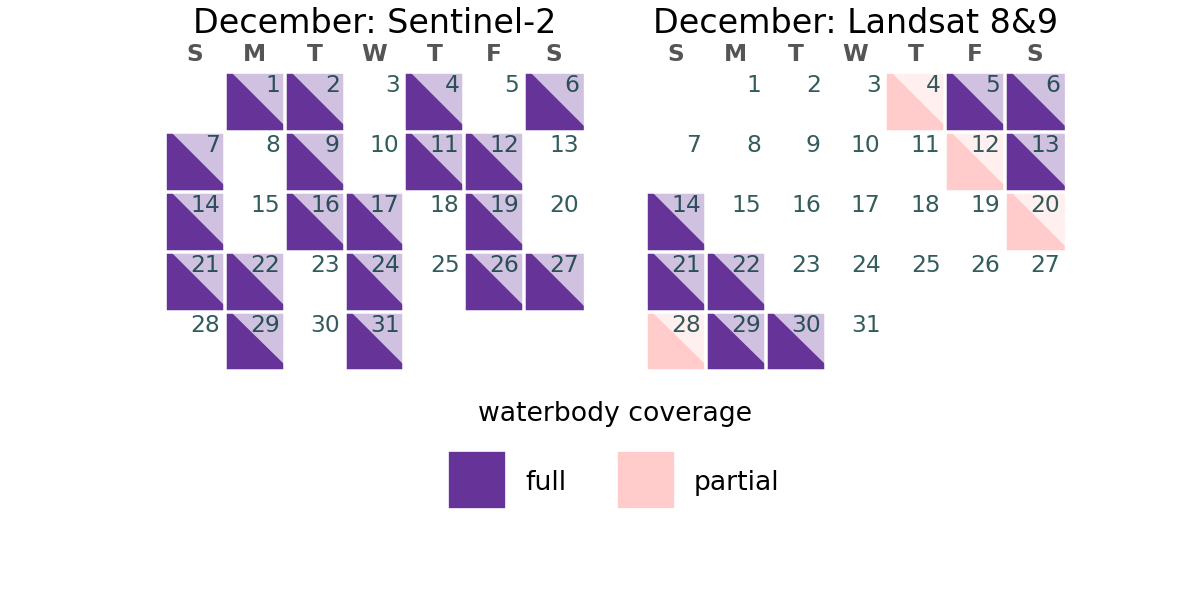 December: Sentinel-2
S M T W T F S
1 2 3 4 5 6
7 8 9 10 11 12 13
14 15 16 17 18 19 20
21 22 23 24 25 26 27
28 29 30 31
December: Landsat 8&9
S M T W T F S
1 2 3 4 5 6
7 8 9 10 11 12 13
14 15 16 17 18 19 20
21 22 23 24 25 26 27
28 29 30 31
waterbody coverage
full partial